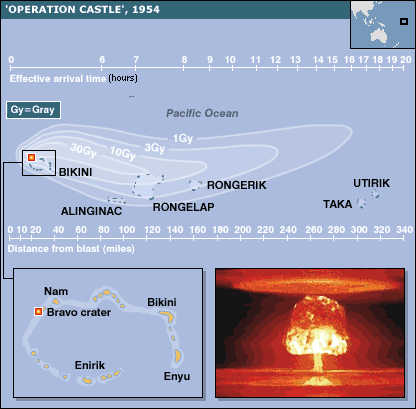 'OPERATION CASTLE', 1954
0 6 7 8 9 10 11 12 13 14 15 16 17 18 19 20
Effective arrival time (hours)
Gy=Gray
Pacific Ocean
1Gy
3Gy
10Gy
30Gy
BIKINI
RONGERIK
UTIRIK
ALINGINAC
RONGELAP
TAKA
0 10 20 40 60 80 100 120 140 160 180 200 220 240 260 280 300 320 340
Distance from blast (miles)
Nam
Bikini
Bravo crater
Enirik
Enyu